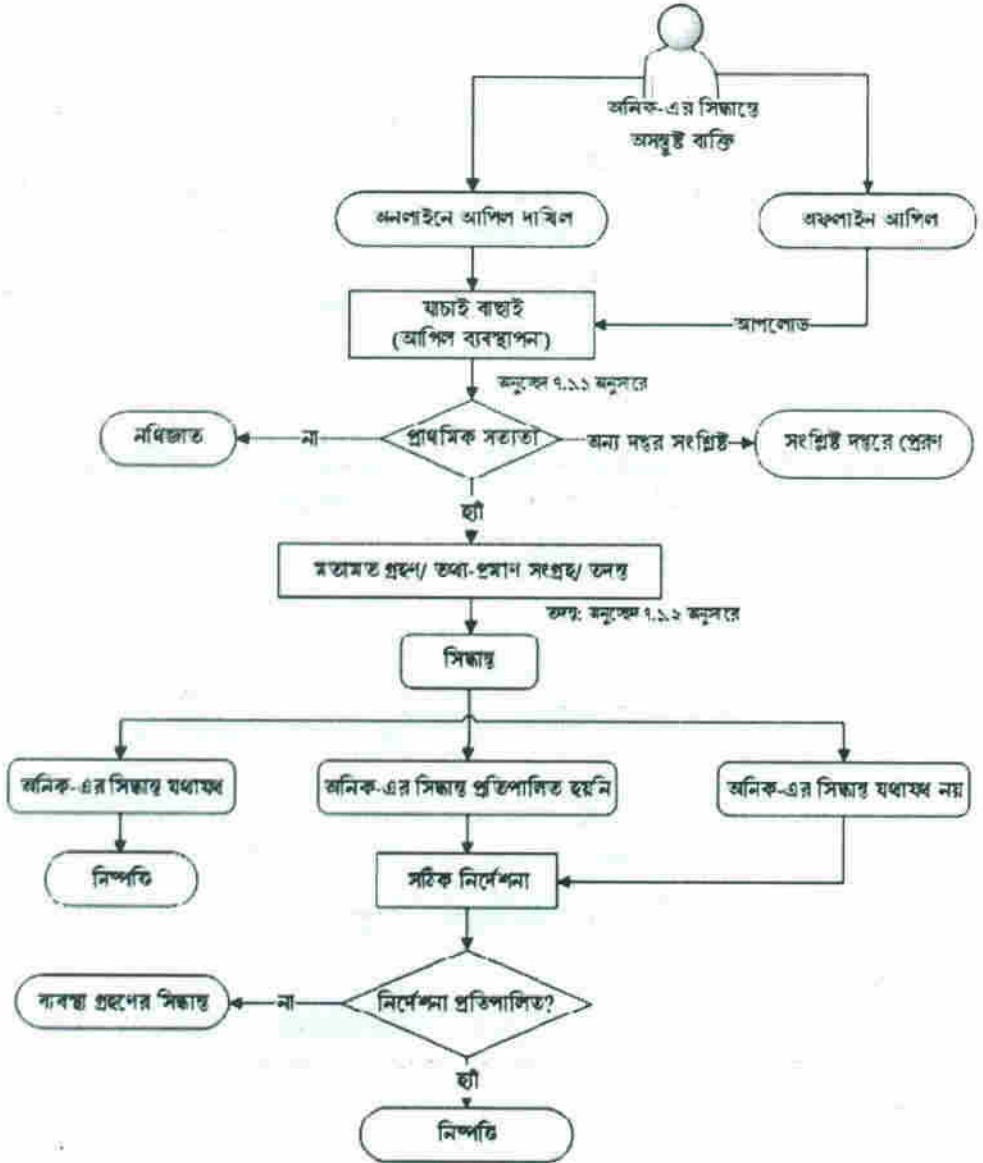 অনিক-এর সিদ্ধান্তে
অসন্তুষ্ট ব্যক্তি
অনলাইনে আপিল দাখিল
অফলাইন আপিল
যাচাই বাছাই
(আপিল ব্যবস্থাপনা)
আপলোড
অনুচ্ছেদ ৭.১.১ অনুসারে
নথিজাত
না
প্রাথমিক সত্যতা
অন্য দপ্তর সংশ্লিষ্ট
সংশ্লিষ্ট দপ্তরে প্রেরণ
হ্যাঁ
মতামত গ্রহণ/ তথ্য-প্রমাণ সংগ্রহ/ তদন্ত
তদন্ত: অনুচ্ছেদ ৭.১.২ অনুসারে
সিদ্ধান্ত
অনিক-এর সিদ্ধান্ত যথাযথ
অনিক-এর সিদ্ধান্ত প্রতিপালিত হয়নি
অনিক-এর সিদ্ধান্ত যথাযথ নয়
নিষ্পত্তি
সঠিক নির্দেশনা
ব্যবস্থা গ্রহণের সিদ্ধান্ত
না
নির্দেশনা প্রতিপালিত?
হ্যাঁ
নিষ্পত্তি